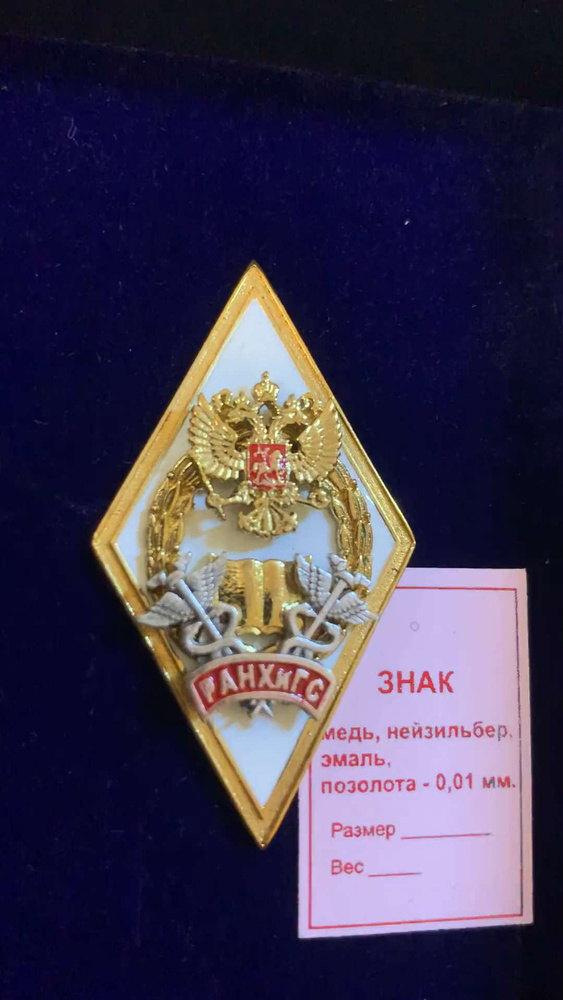 РАНХиГС
ЗНАК
медь, нейзильбер,
эмаль,
позолота - 0,01 мм.
Размер
Вес